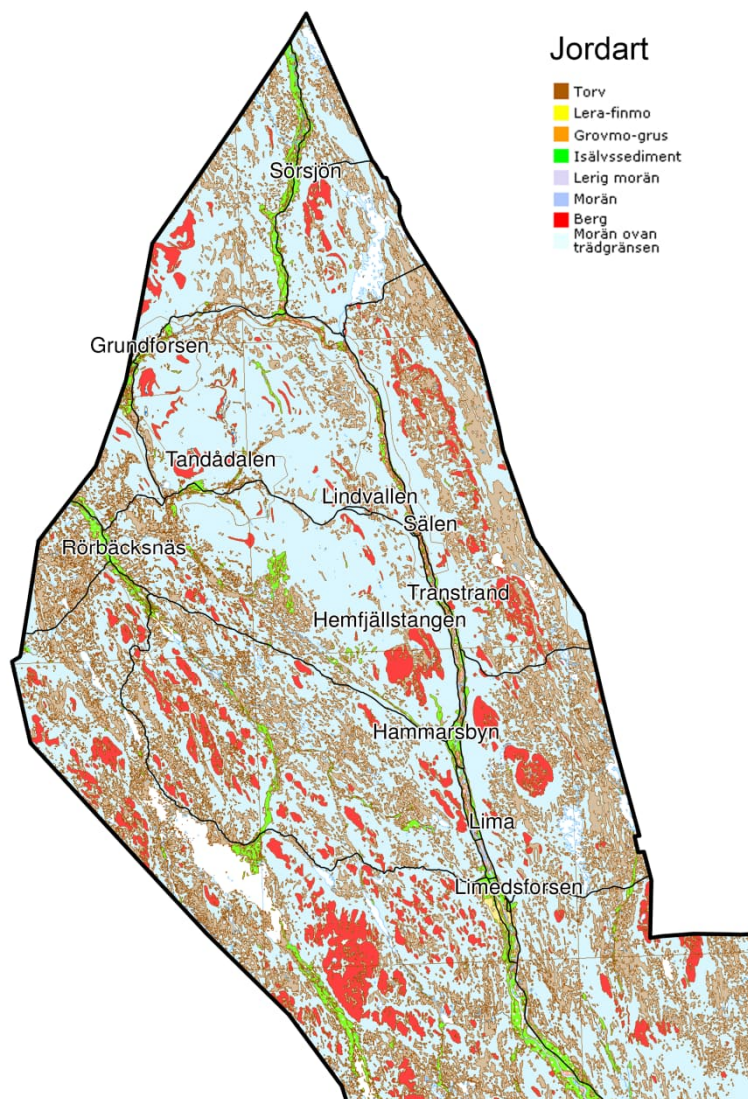 Jordart
Torv
Lera-finmo
Grovmo-grus
Isälvssediment
Lerig morän
Morän
Berg
Morän ovan
trädgränsen
Sörsjön
Grundforsen
Tandådalen
Lindvallen
Sälen
Rörbäcksnäs
Transtrand
Hemfjällstangen
Hammarsbyn
Lima
Limedsforsen